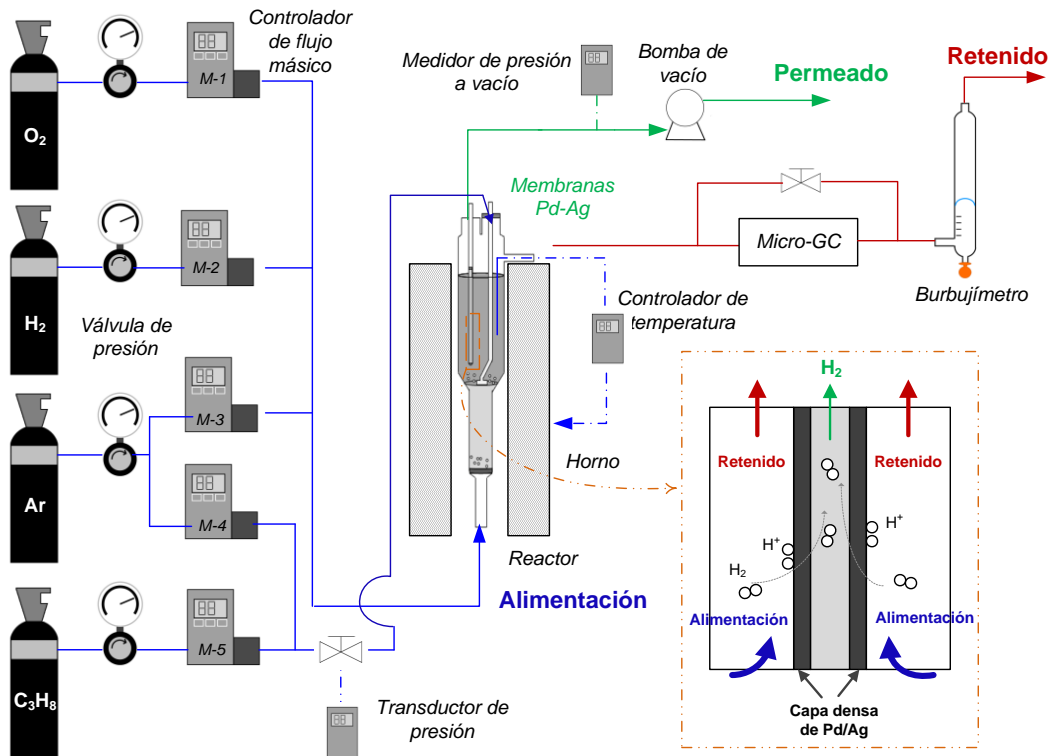 Controlador
de flujo
másico
M-1
O2
Medidor de presión
a vacío
Bomba de
vacío
Permeado
Retenido
Membranas
Pd-Ag
Micro-GC
Burbujímetro
M-2
H2
Válvula de
presión
Controlador de
temperatura
M-3
Ar
M-4
Horno
Reactor
Alimentación
M-5
C3H8
Transductor de
presión
H2
Retenido
Retenido
H+
H+
H2
Alimentación
Alimentación
Capa densa
de Pd/Ag